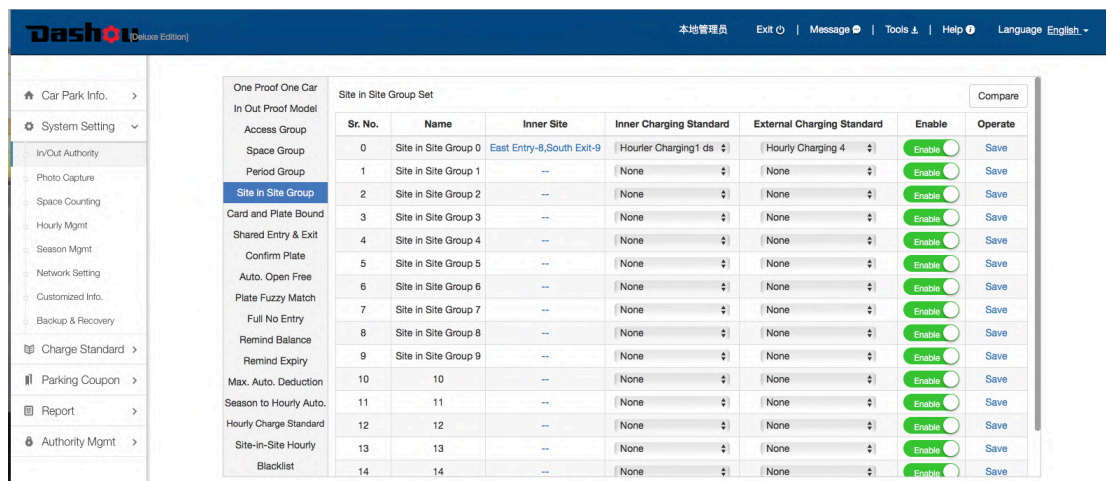 Dashou [Deluxe Edition]
本地管理员 Exit | Message | Tools | Help Language English
Car Park Info.
System Setting
In/Out Authority
Photo Capture
Space Counting
Hourly Mgmt
Season Mgmt
Network Setting
Customized Info.
Backup & Recovery
Charge Standard
Parking Coupon
Report
Authority Mgmt
One Proof One Car
In Out Proof Model
Access Group
Space Group
Period Group
Site in Site Group
Card and Plate Bound
Shared Entry & Exit
Confirm Plate
Auto. Open Free
Plate Fuzzy Match
Full No Entry
Remind Balance
Remind Expiry
Max. Auto. Deduction
Season to Hourly Auto.
Hourly Charge Standard
Site-in-Site Hourly
Blacklist
Site in Site Group Set Compare
Sr. No. Name Inner Site Inner Charging Standard External Charging Standard Enable Operate
0 Site in Site Group 0 East Entry-8,South Exit-9 Hourler Charging1 ds Hourly Charging 4 Enable Save
1 Site in Site Group 1 -- None None Enable Save
2 Site in Site Group 2 -- None None Enable Save
3 Site in Site Group 3 -- None None Enable Save
4 Site in Site Group 4 -- None None Enable Save
5 Site in Site Group 5 -- None None Enable Save
6 Site in Site Group 6 -- None None Enable Save
7 Site in Site Group 7 -- None None Enable Save
8 Site in Site Group 8 -- None None Enable Save
9 Site in Site Group 9 -- None None Enable Save
10 10 -- None None Enable Save
11 11 -- None None Enable Save
12 12 -- None None Enable Save
13 13 -- None None Enable Save
14 14 -- None None Enable Save